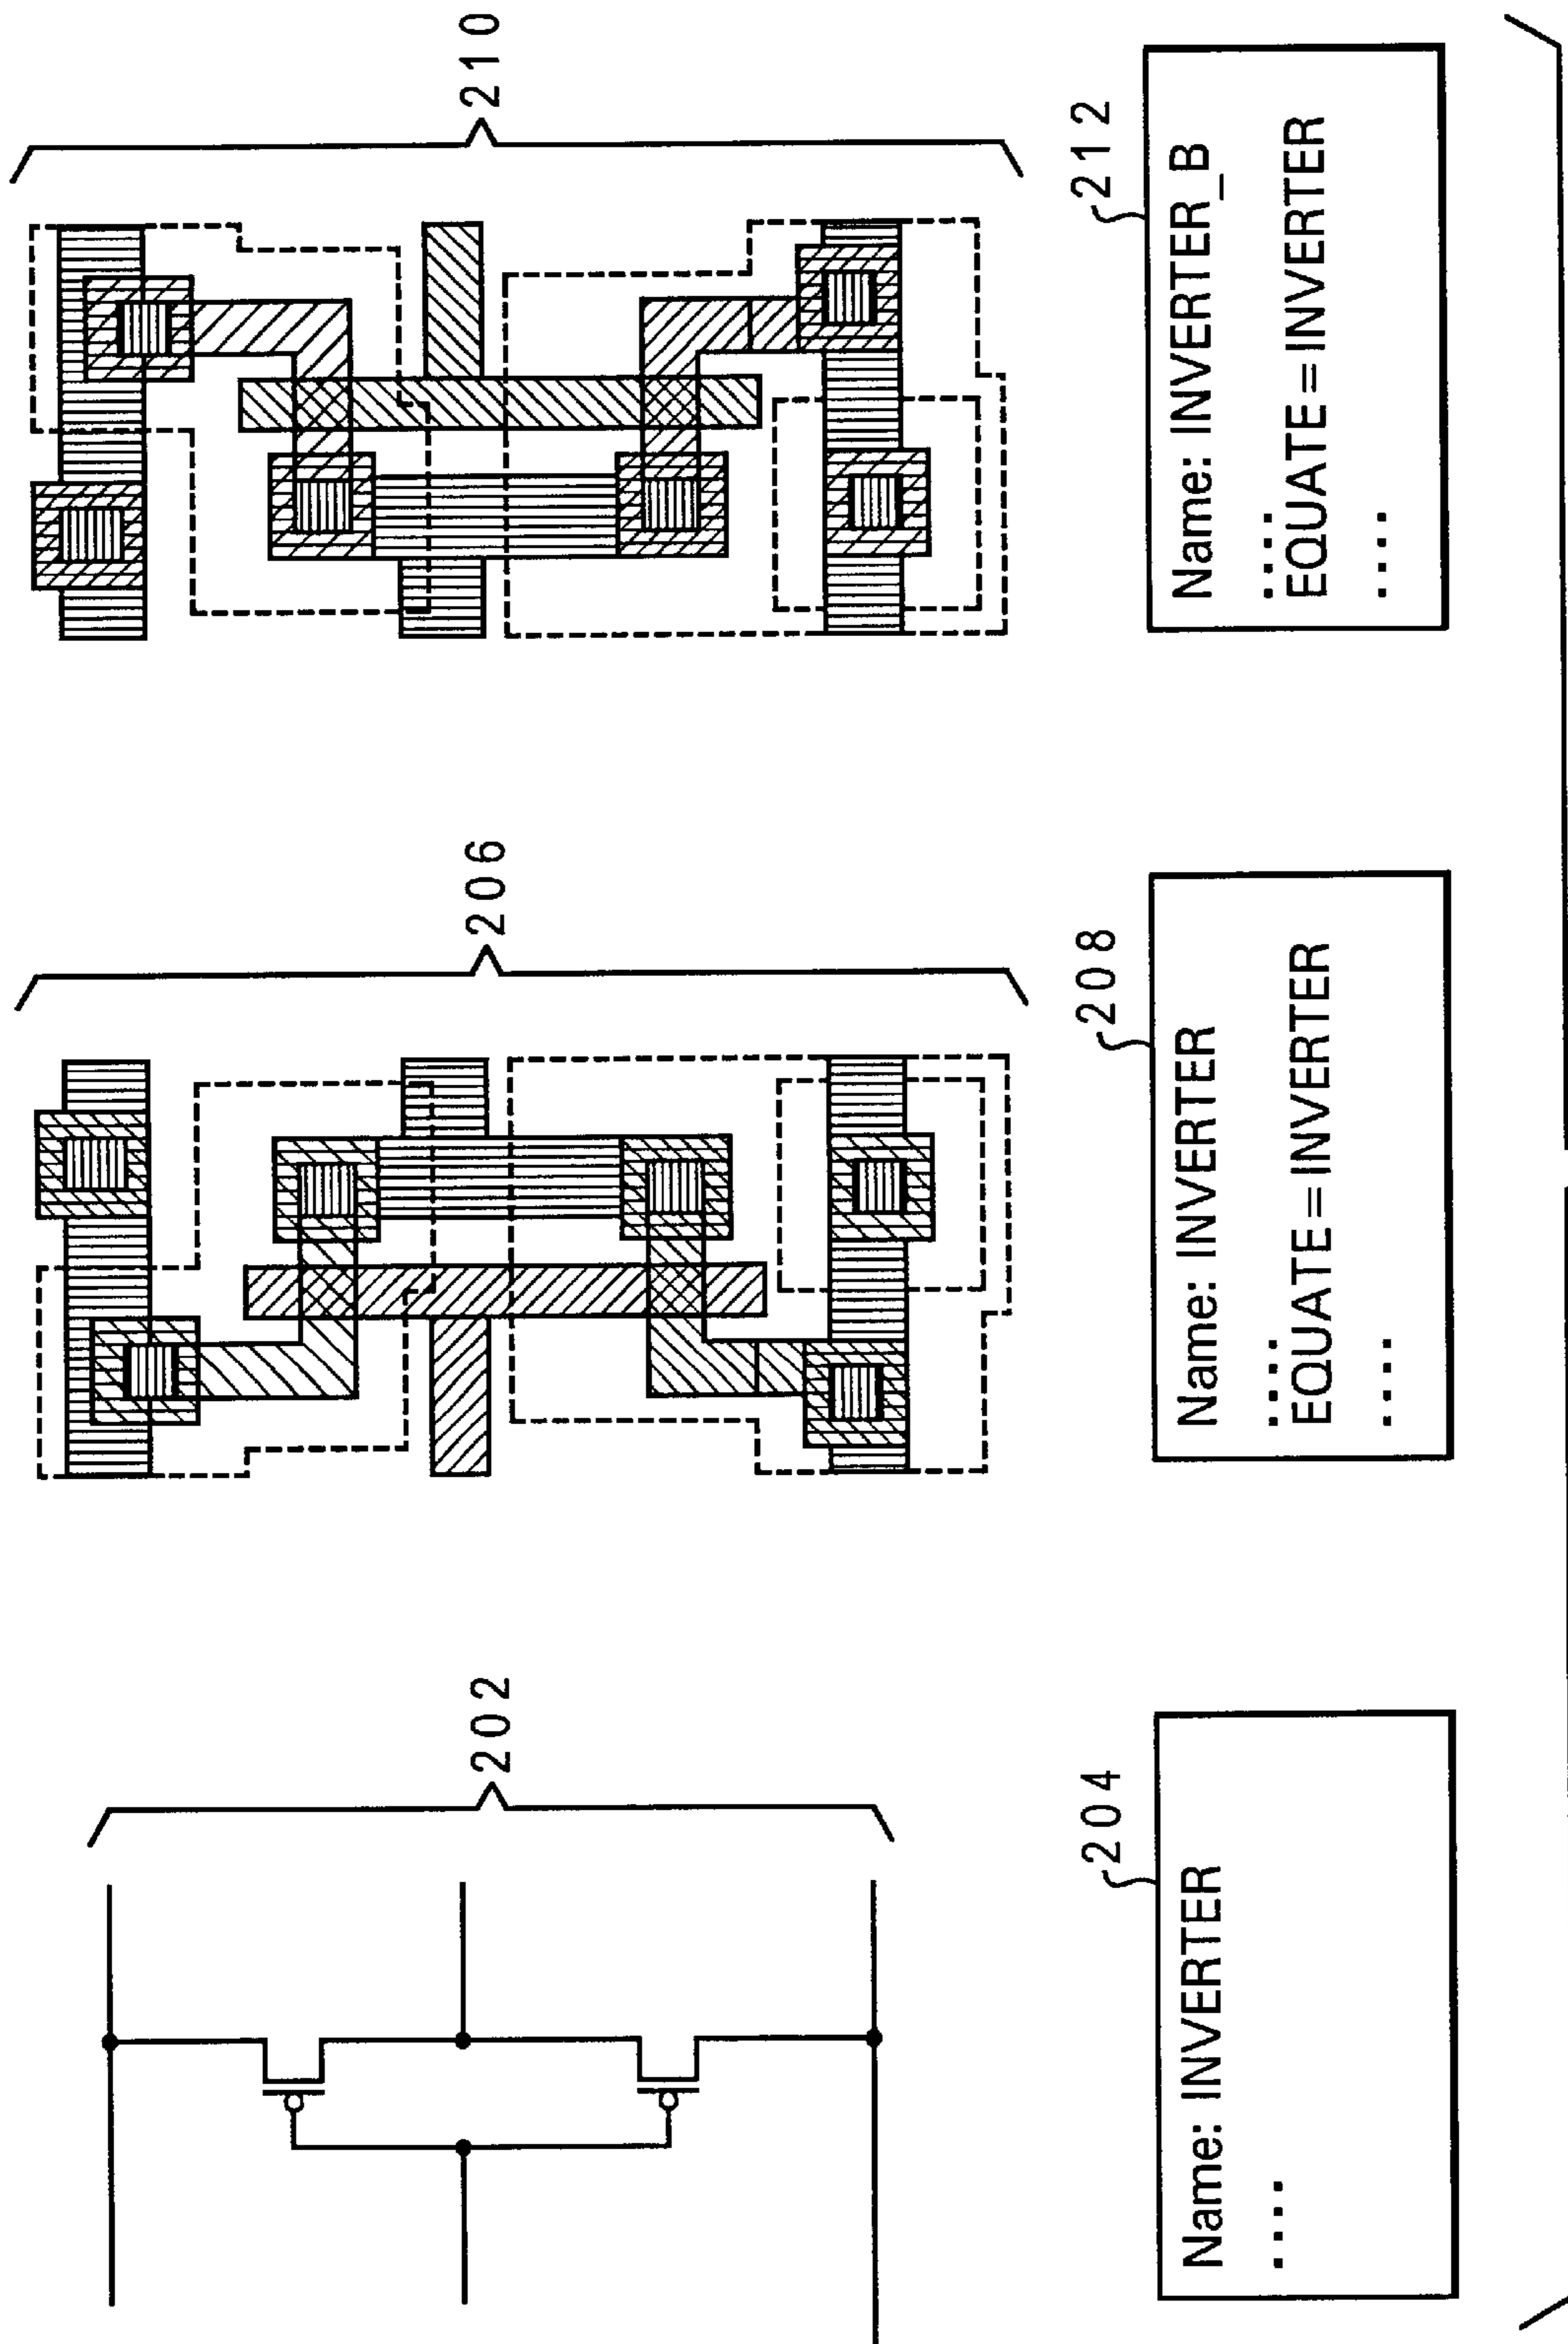 202
206
210
204
Name: INVERTER
....
208
Name: INVERTER
....
EQUATE=INVERTER
....
212
Name: INVERTER_B
....
EQUATE=INVERTER
....